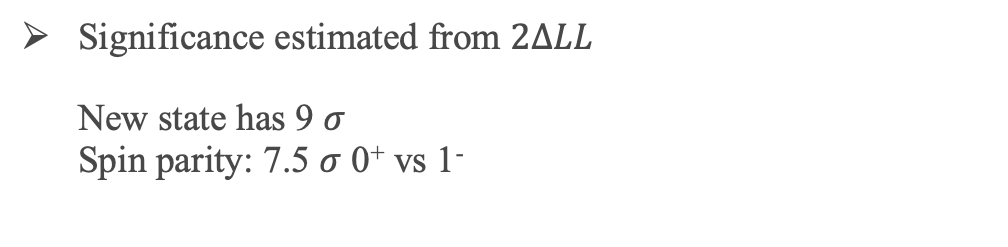 ➢ Significance estimated from 2ΔLL
New state has 9 σ
Spin parity: 7.5 σ 0⁺ vs 1⁻